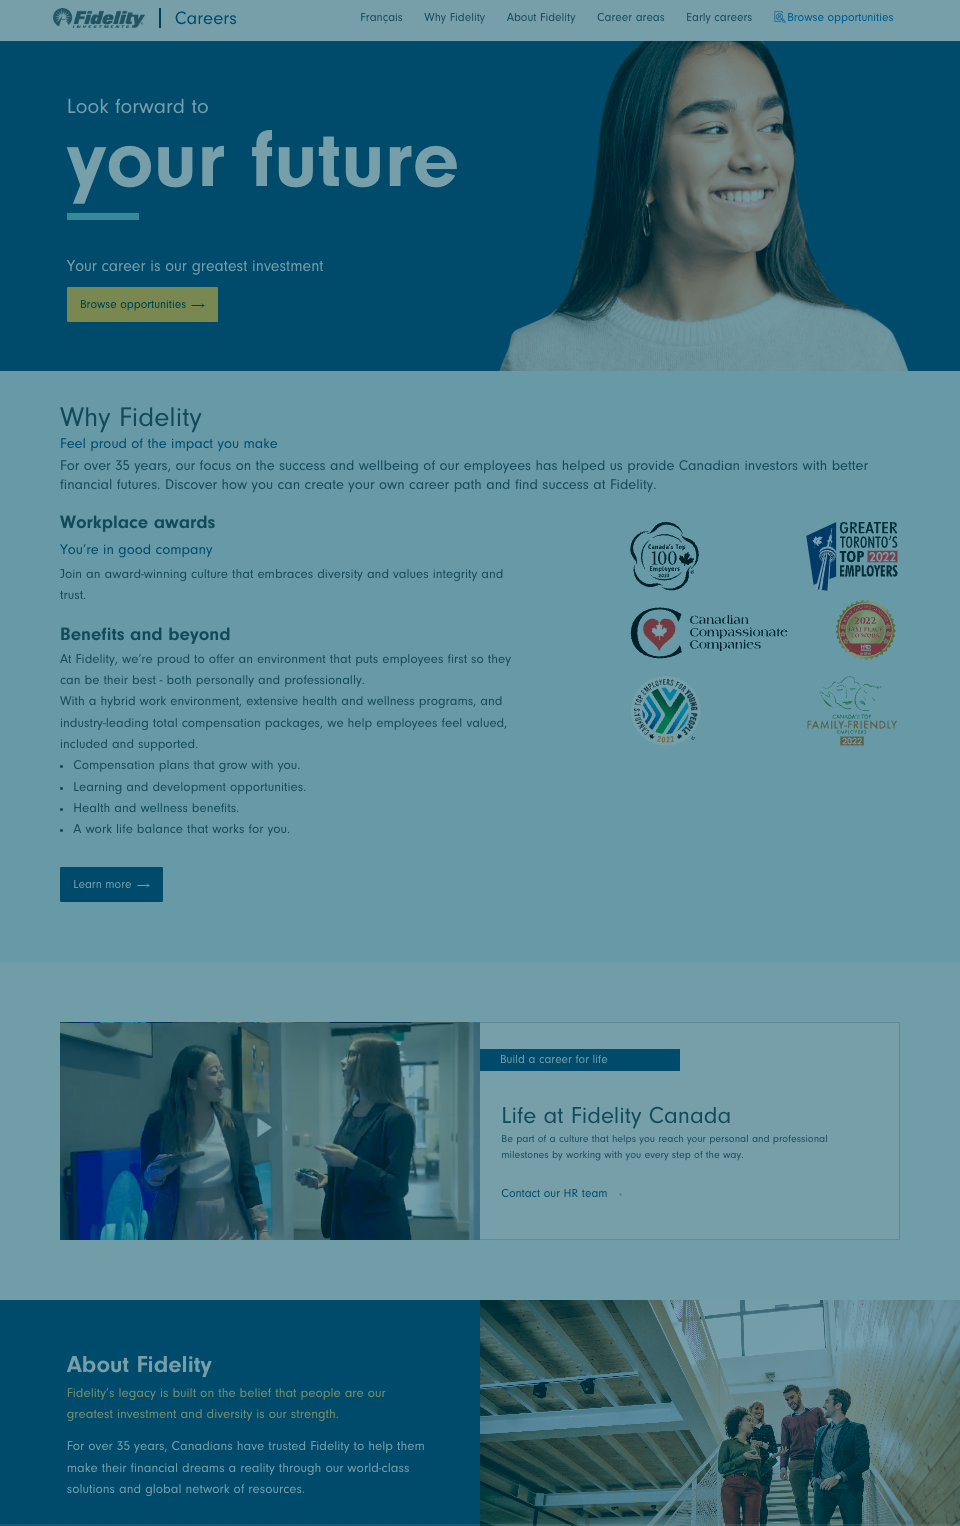 Fidelity
INVESTMENTS
Careers
Français
Why Fidelity
About Fidelity
Career areas
Early careers
Browse opportunities
Look forward to
your future
Your career is our greatest investment
Browse opportunities →
Why Fidelity
Feel proud of the impact you make
For over 35 years, our focus on the success and wellbeing of our employees has helped us provide Canadian investors with better
financial futures. Discover how you can create your own career path and find success at Fidelity.
Workplace awards
You're in good company
Join an award-winning culture that embraces diversity and values integrity and
trust.
Benefits and beyond
At Fidelity, we're proud to offer an environment that puts employees first so they
can be their best - both personally and professionally.
With a hybrid work environment, extensive health and wellness programs, and
industry-leading total compensation packages, we help employees feel valued,
included and supported.
• Compensation plans that grow with you.
• Learning and development opportunities.
• Health and wellness benefits.
• A work life balance that works for you.
Learn more →
Canada's Top
100
Employers
GREATER
TORONTO'S
TOP 2022
EMPLOYERS
Canadian
Compassionate
Companies
2022
BEST PLACE
TO WORK
CANADA'S TOP EMPLOYERS FOR YOUNG PEOPLE
2021
CANADA'S TOP
FAMILY-FRIENDLY
EMPLOYERS
2022
Build a career for life
Life at Fidelity Canada
Be part of a culture that helps you reach your personal and professional
milestones by working with you every step of the way.
Contact our HR team
About Fidelity
Fidelity's legacy is built on the belief that people are our
greatest investment and diversity is our strength.
For over 35 years, Canadians have trusted Fidelity to help them
make their financial dreams a reality through our world-class
solutions and global network of resources.